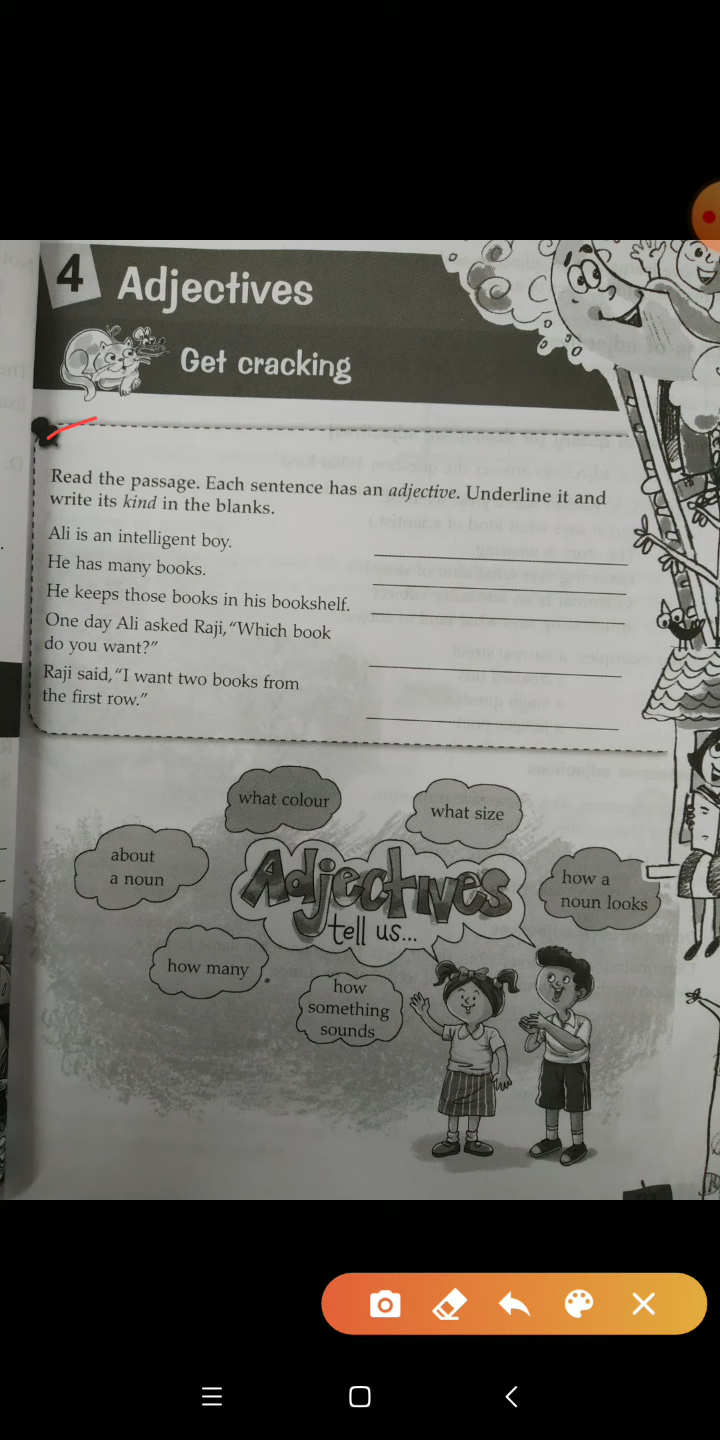 4
Adjectives
Get cracking
Read the passage. Each sentence has an adjective. Underline it and
write its kind in the blanks.
Ali is an intelligent boy.
He has many books.
He keeps those books in his bookshelf.
One day Ali asked Raji, “Which book
do you want?”
Raji said, “I want two books from
the first row.”
what colour
what size
about
a noun
Adjectives
tell us...
how a
noun looks
how many
how
something
sounds